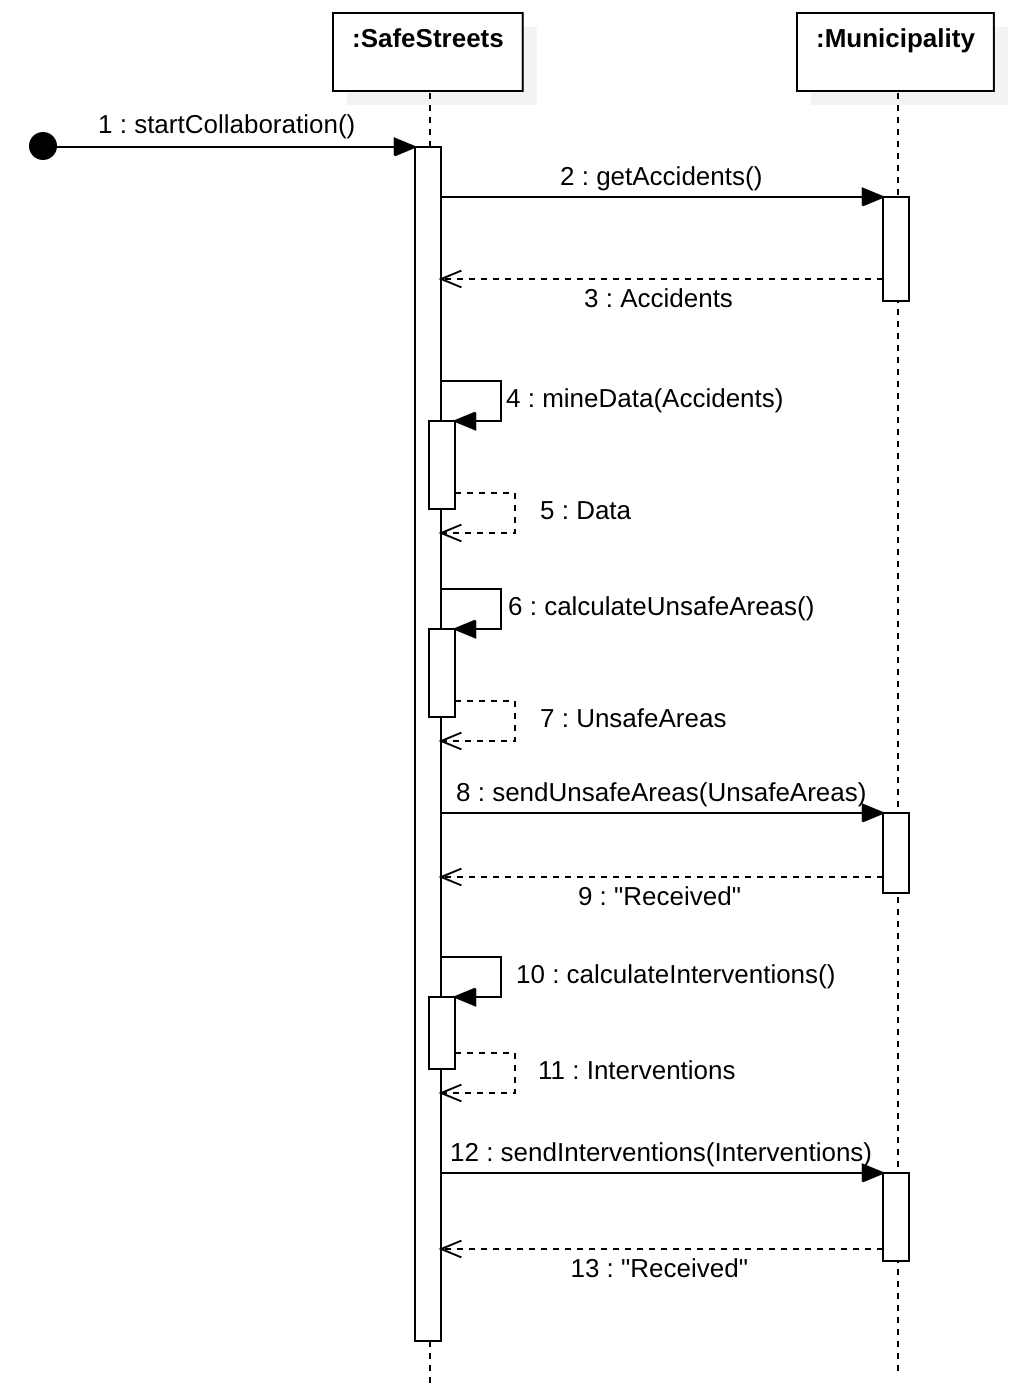 :SafeStreets
:Municipality
1 : startCollaboration()
2 : getAccidents()
3 : Accidents
4 : mineData(Accidents)
5 : Data
6 : calculateUnsafeAreas()
7 : UnsafeAreas
8 : sendUnsafeAreas(UnsafeAreas)
9 : "Received"
10 : calculateInterventions()
11 : Interventions
12 : sendInterventions(Interventions)
13 : "Received"